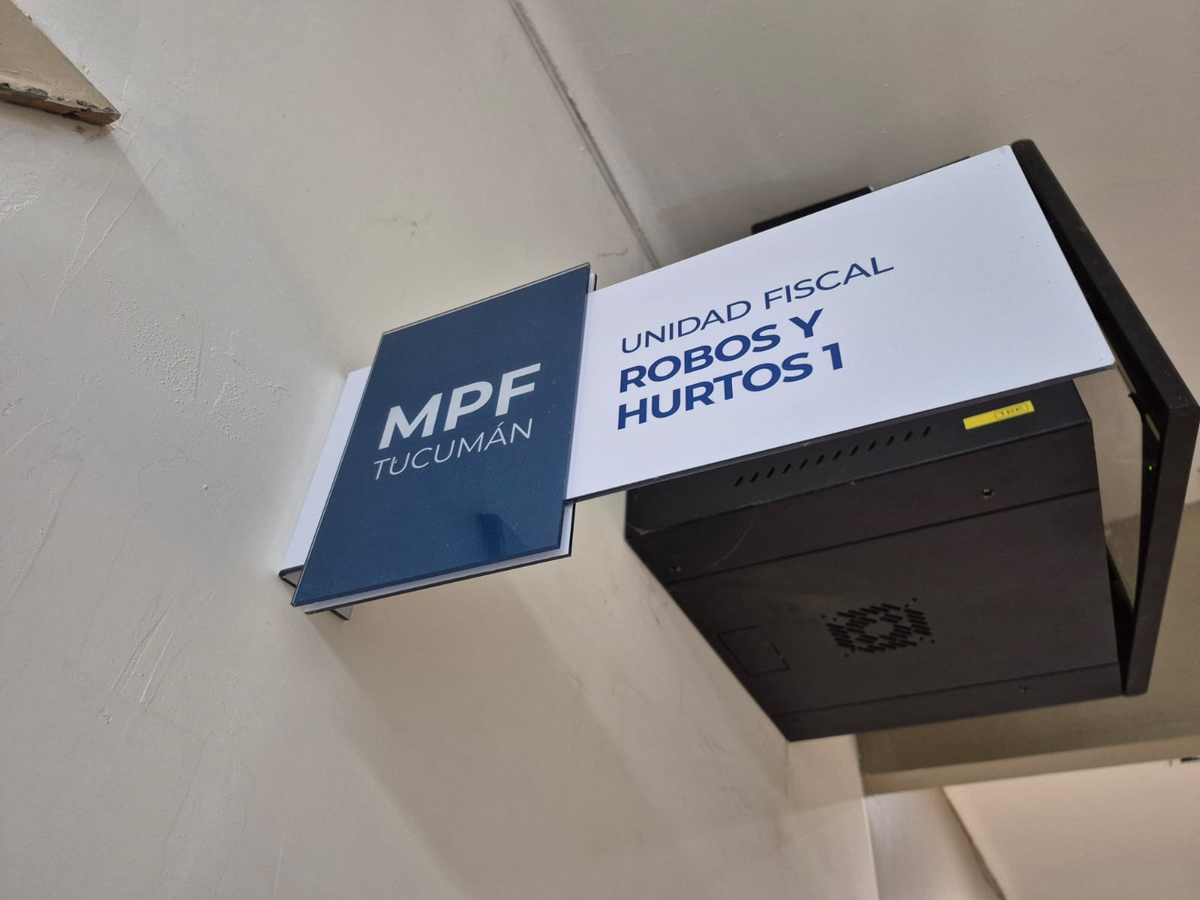 MPF
TUCUMÁN
UNIDAD FISCAL
ROBOS Y
HURTOS 1